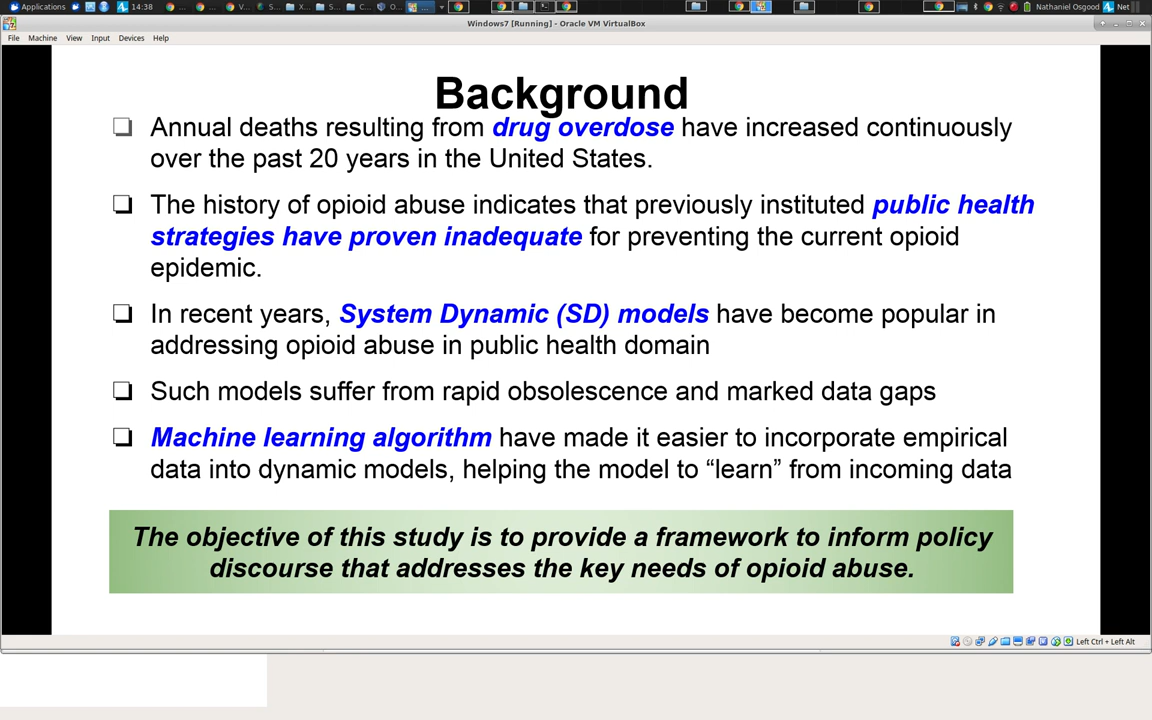 Applications 14:38 V... S... X... S... C... O... ... Nathaniel Osgood Net
Windows7 [Running] - Oracle VM VirtualBox
File Machine View Input Devices Help
Background
Annual deaths resulting from drug overdose have increased continuously
over the past 20 years in the United States.
The history of opioid abuse indicates that previously instituted public health
strategies have proven inadequate for preventing the current opioid
epidemic.
In recent years, System Dynamic (SD) models have become popular in
addressing opioid abuse in public health domain
Such models suffer from rapid obsolescence and marked data gaps
Machine learning algorithm have made it easier to incorporate empirical
data into dynamic models, helping the model to “learn” from incoming data
The objective of this study is to provide a framework to inform policy
discourse that addresses the key needs of opioid abuse.
Left Ctrl + Left Alt